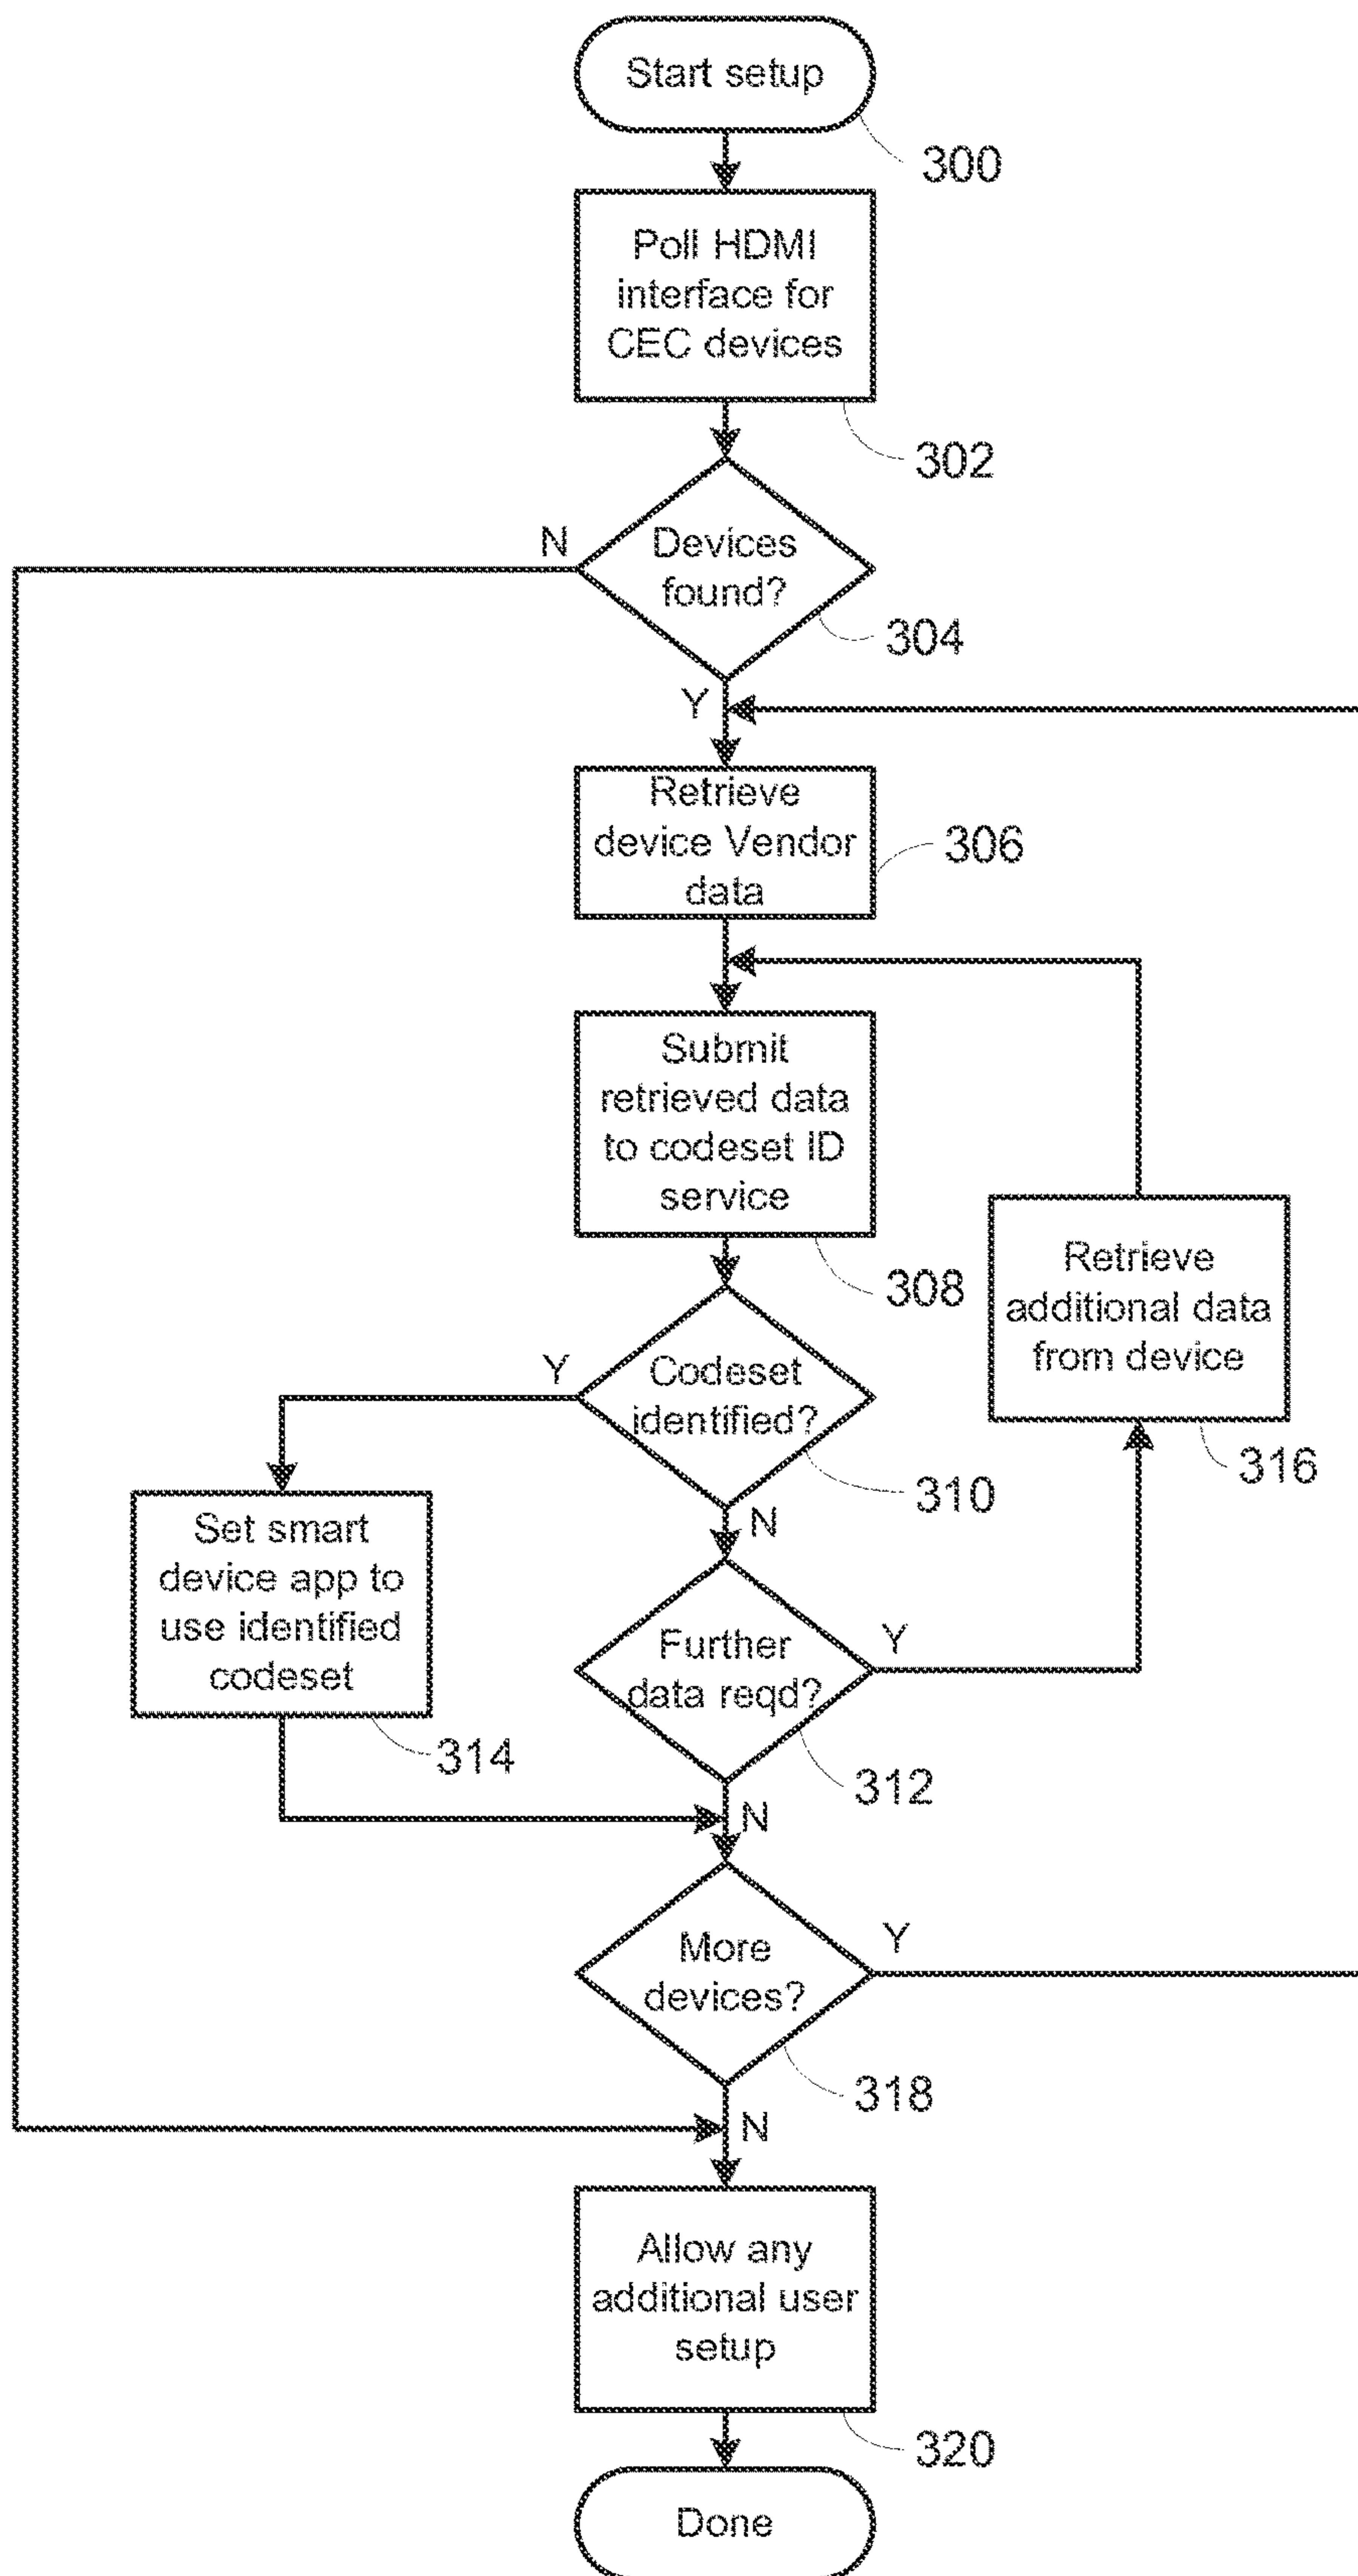 Start setup
300
Poll HDMI
interface for
CEC devices
302
N
Devices
found?
304
Y
Retrieve
device Vendor
data
306
Submit
retrieved data
to codeset ID
service
308
Retrieve
additional data
from device
316
Y
Codeset
identified?
310
N
Set smart
device app to
use identified
codeset
314
Further
data reqd?
Y
312
N
More
devices?
Y
318
N
Allow any
additional user
setup
320
Done